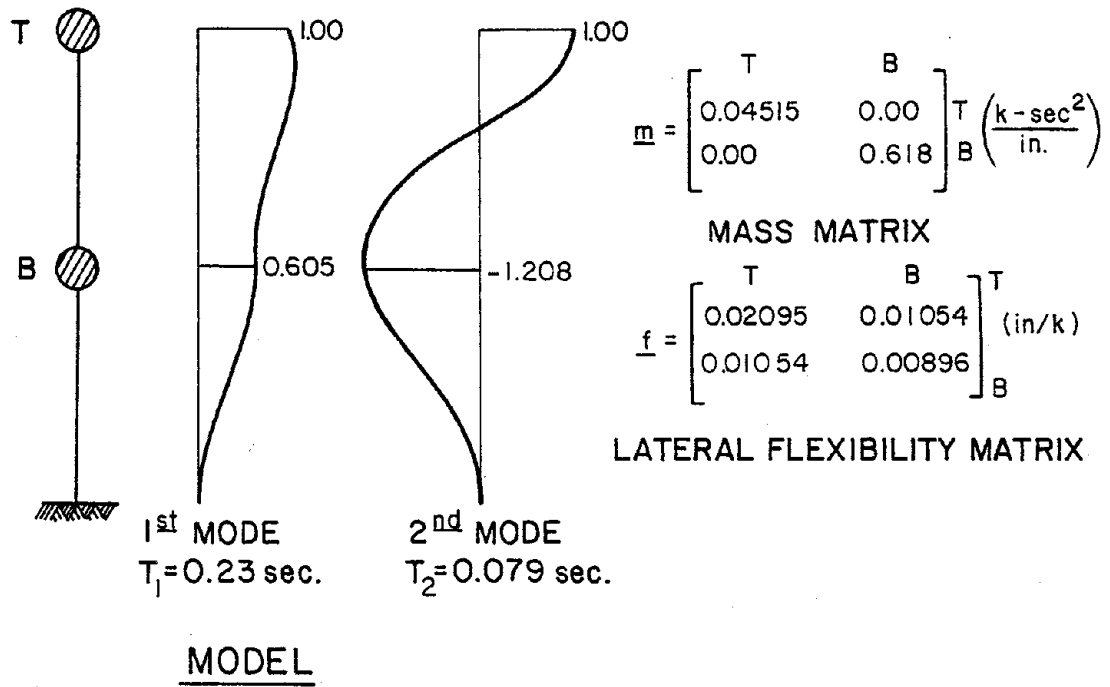 T
B
1.00
0.605
1st MODE
T1=0.23 sec.
1.00
-1.208
2nd MODE
T2=0.079 sec.
MODEL
T B
m = [ 0.04515 0.00 ] T (k-sec2/in.)
0.00 0.618 B
MASS MATRIX
T B T
f = [ 0.02095 0.01054 ] (in/k)
0.01054 0.00896 B
LATERAL FLEXIBILITY MATRIX